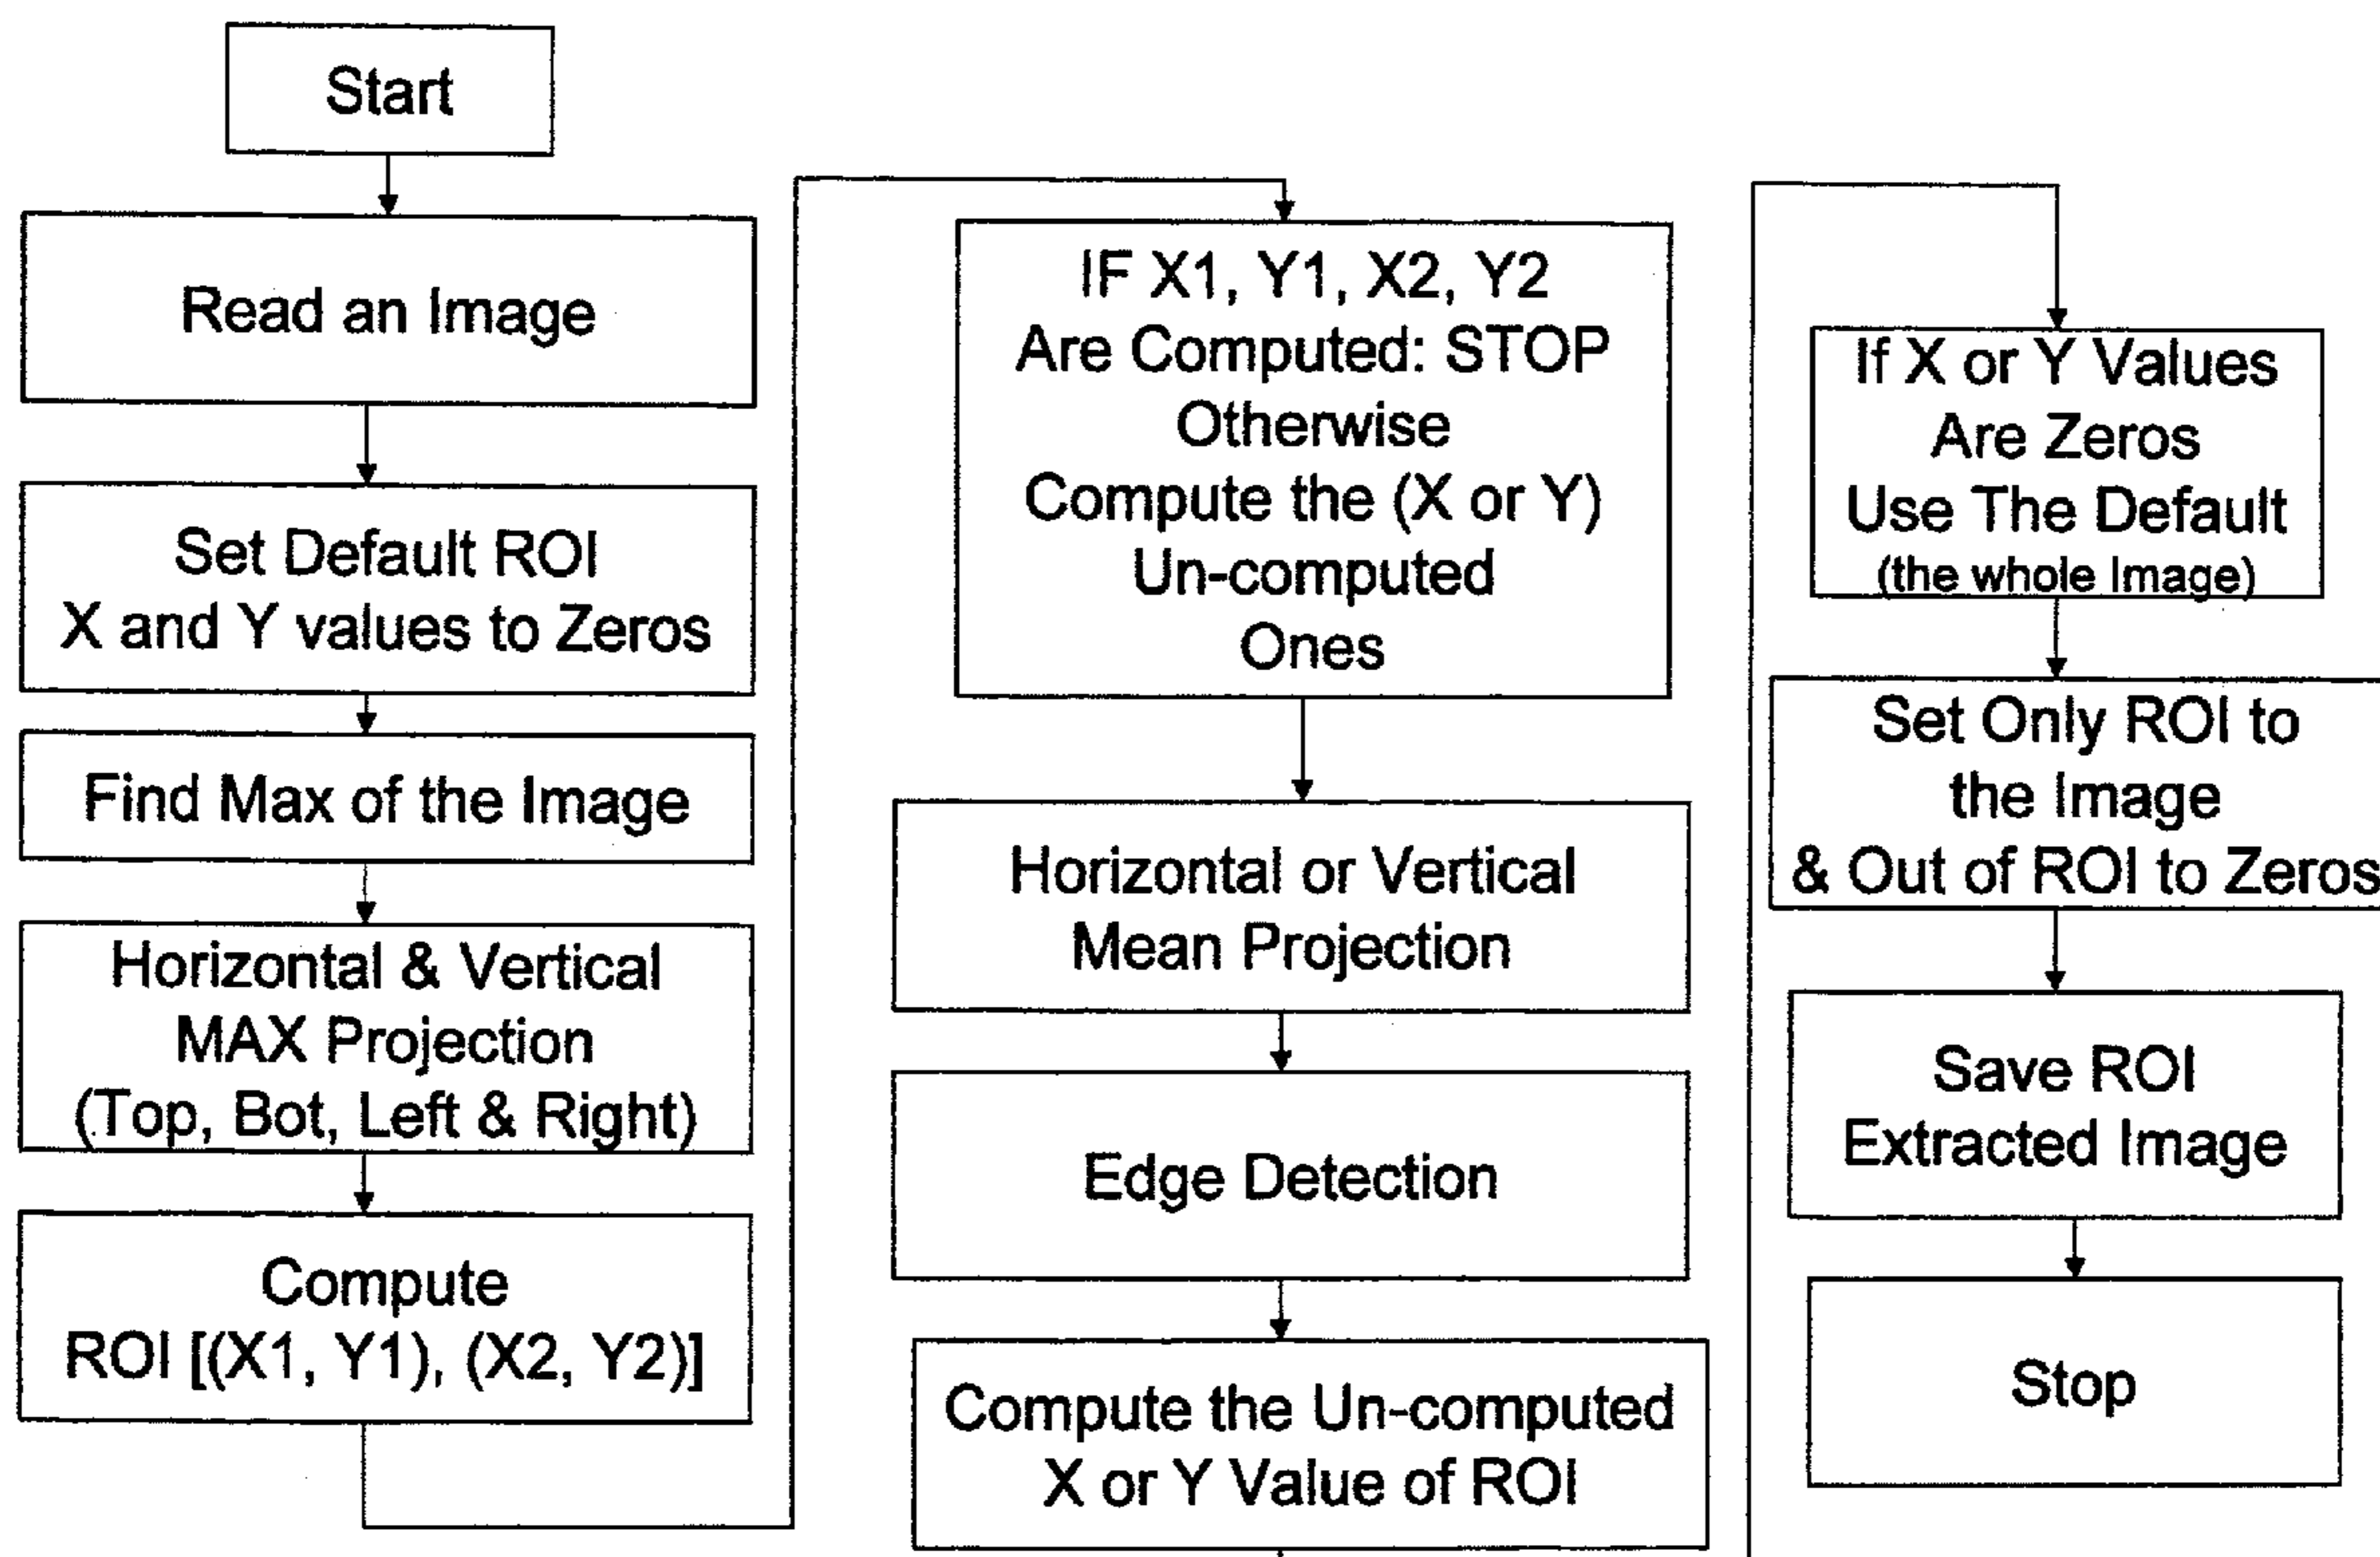 Start
Read an Image
Set Default ROI
X and Y values to Zeros
Find Max of the Image
Horizontal & Vertical
MAX Projection
(Top, Bot, Left & Right)
Compute
ROI [(X1, Y1), (X2, Y2)]
IF X1, Y1, X2, Y2
Are Computed: STOP
Otherwise
Compute the (X or Y)
Un-computed
Ones
Horizontal or Vertical
Mean Projection
Edge Detection
Compute the Un-computed
X or Y Value of ROI
If X or Y Values
Are Zeros
Use The Default
(the whole Image)
Set Only ROI to
the Image
& Out of ROI to Zeros
Save ROI
Extracted Image
Stop